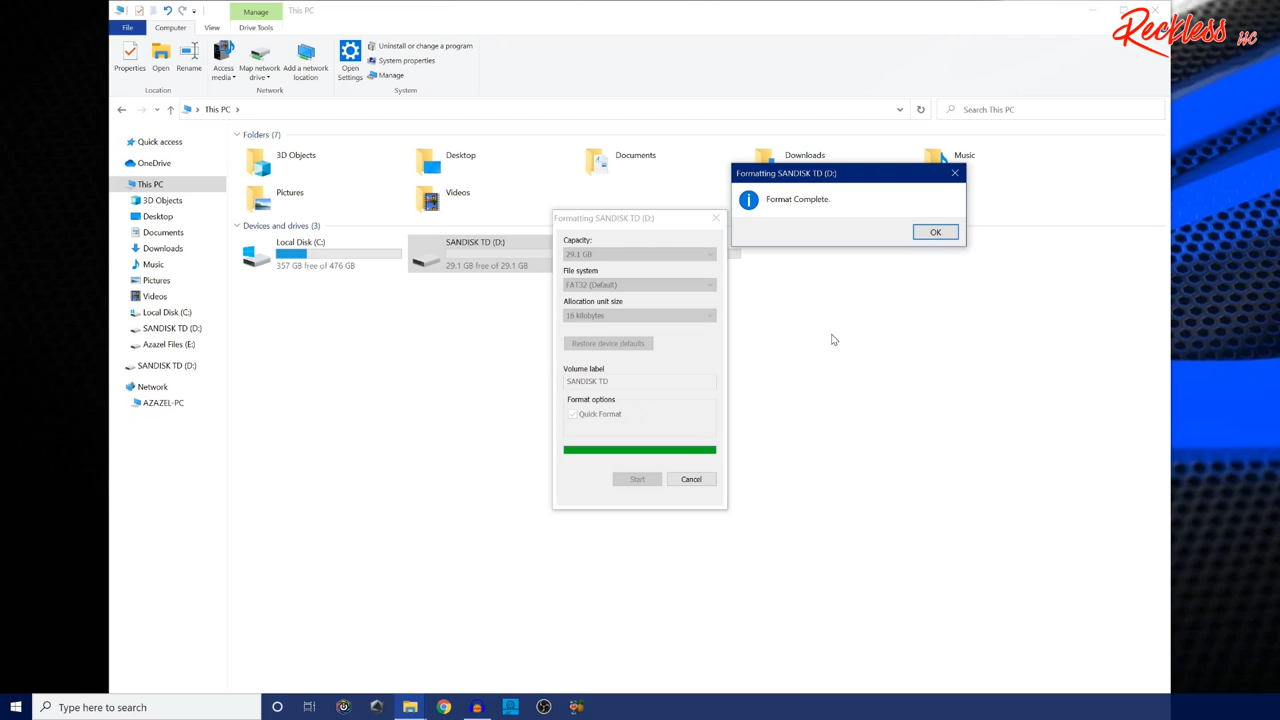 Manage
This PC
File
Computer
View
Drive Tools
Properties
Open
Rename
Access media
Map network drive
Add a network location
Open Settings
Uninstall or change a program
System properties
Manage
Location
Network
System
This PC
Search This PC
Quick access
OneDrive
This PC
3D Objects
Desktop
Documents
Downloads
Music
Pictures
Videos
Local Disk (C:)
SANDISK TD (D:)
Azazel Files (E:)
SANDISK TD (D:)
Network
AZAZEL-PC
Folders (7)
3D Objects
Desktop
Documents
Downloads
Music
Pictures
Videos
Devices and drives (3)
Local Disk (C:)
357 GB free of 476 GB
SANDISK TD (D:)
29.1 GB free of 29.1 GB
Formatting SANDISK TD (D:)
Capacity:
29.1 GB
File system
FAT32 (Default)
Allocation unit size
16 kilobytes
Restore device defaults
Volume label
SANDISK TD
Format options
Quick Format
Start
Cancel
Formatting SANDISK TD (D:)
Format Complete.
OK
Reckless HC
Type here to search